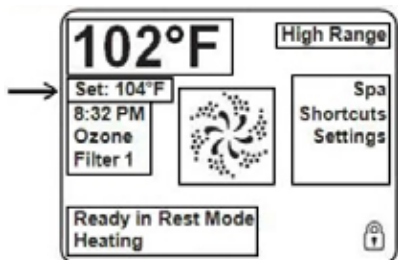 102°F
High Range
Set: 104°F
8:32 PM
Ozone
Filter 1
Spa
Shortcuts
Settings
Ready in Rest Mode
Heating